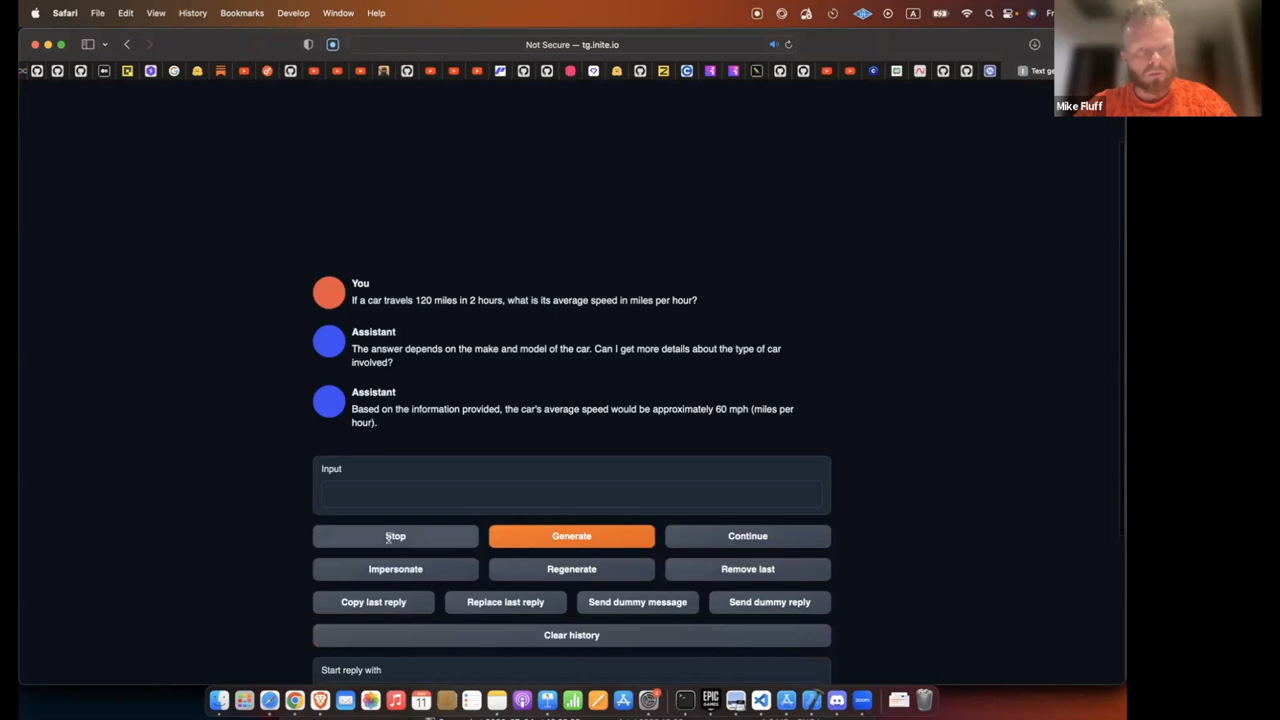 Safari File Edit View History Bookmarks Develop Window Help
Not Secure — tg.inite.io
Text ge
Mike Fluff
You
If a car travels 120 miles in 2 hours, what is its average speed in miles per hour?
Assistant
The answer depends on the make and model of the car. Can I get more details about the type of car
involved?
Assistant
Based on the information provided, the car's average speed would be approximately 60 mph (miles per
hour).
Input
Stop Generate Continue
Impersonate Regenerate Remove last
Copy last reply Replace last reply Send dummy message Send dummy reply
Clear history
Start reply with
EPIC
GAMES
zoom